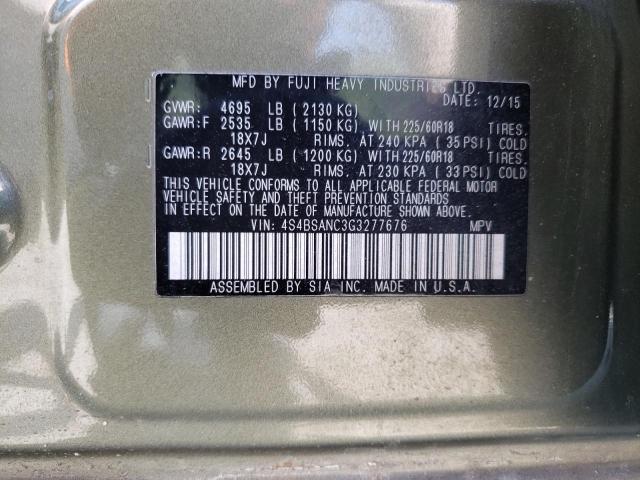 MFD BY FUJI HEAVY INDUSTRIES LTD.
DATE: 12/15
GVWR: 4695 LB ( 2130 KG)
GAWR:F 2535 LB ( 1150 KG) WITH 225/60R18 TIRES.
18X7J RIMS. AT 240 KPA ( 35 PSI) COLD
GAWR:R 2645 LB ( 1200 KG) WITH 225/60R18 TIRES.
18X7J RIMS. AT 230 KPA ( 33 PSI) COLD
THIS VEHICLE CONFORMS TO ALL APPLICABLE FEDERAL MOTOR
VEHICLE SAFETY AND BUMPER AND THEFT PREVENTION STANDARDS
IN EFFECT ON THE DATE OF MANUFACTURE SHOWN ABOVE.
VIN: 4S4BSANC3G3277676 MPV
ASSEMBLED BY SIA INC. MADE IN U.S.A.